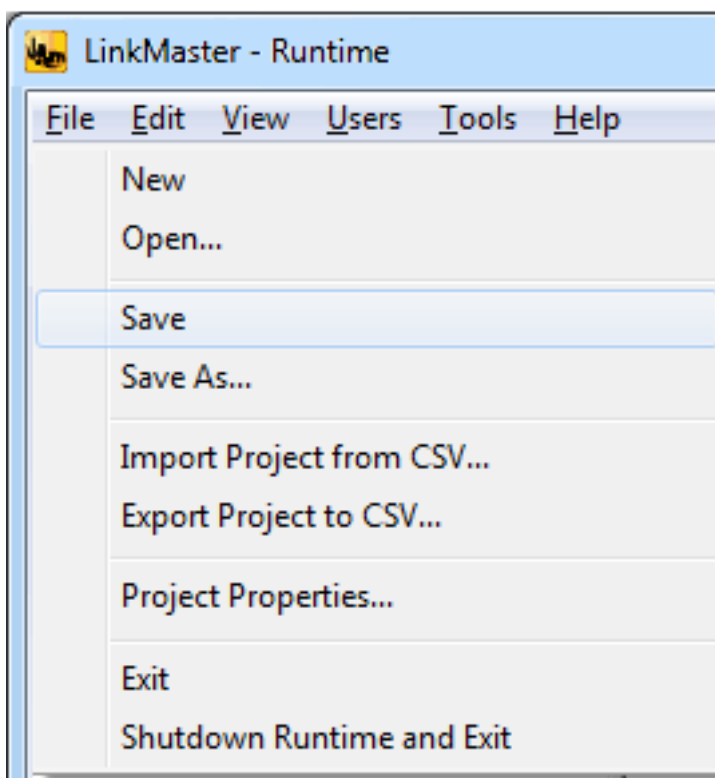 LinkMaster - Runtime
File Edit View Users Tools Help
New
Open...
Save
Save As...
Import Project from CSV...
Export Project to CSV...
Project Properties...
Exit
Shutdown Runtime and Exit